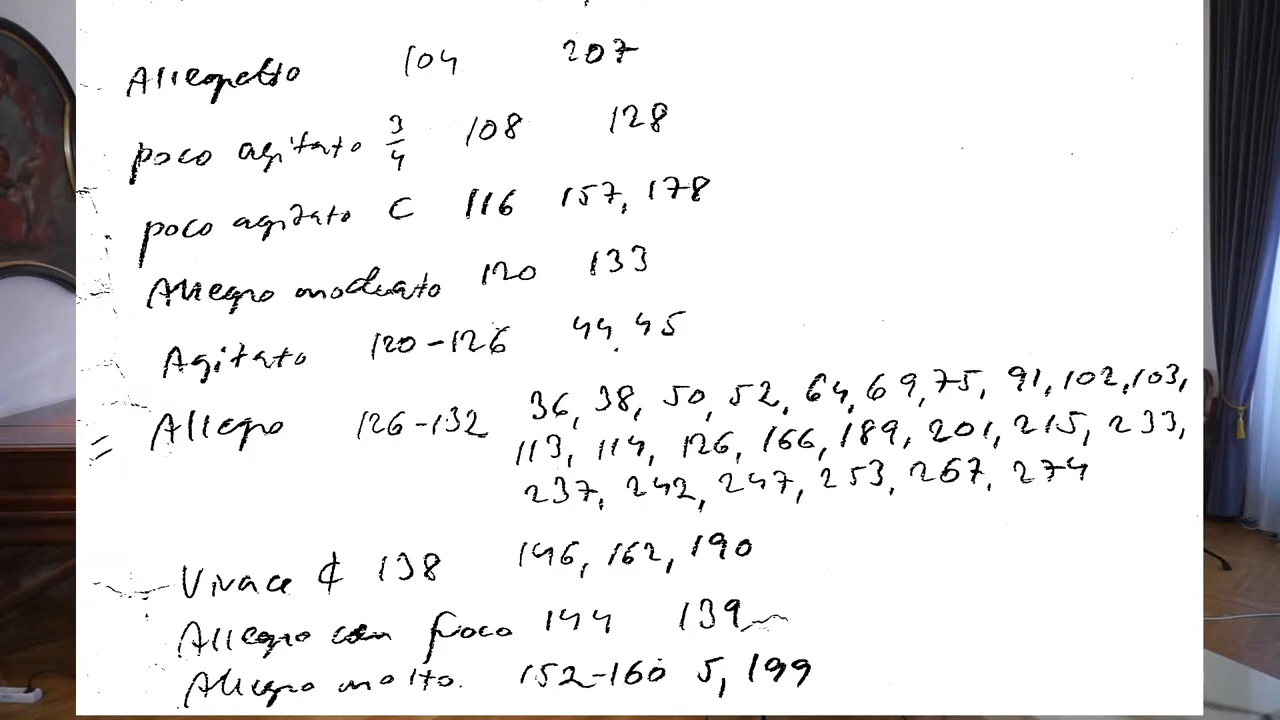 Allegretto 104 207
poco agitato 3/4 108 128
poco agitato C 116 157, 178
Allegro moderato 120 133
Agitato 120-126 44, 45
Allegro 126-132 36, 38, 50, 52, 64, 69, 75, 91, 102, 103,
113, 114, 126, 166, 189, 201, 215, 233,
237, 242, 247, 253, 267, 274
Vivace ¢ 138 146, 162, 190
Allegro con fuoco 144 139
Allegro molto. 152-160 5, 199